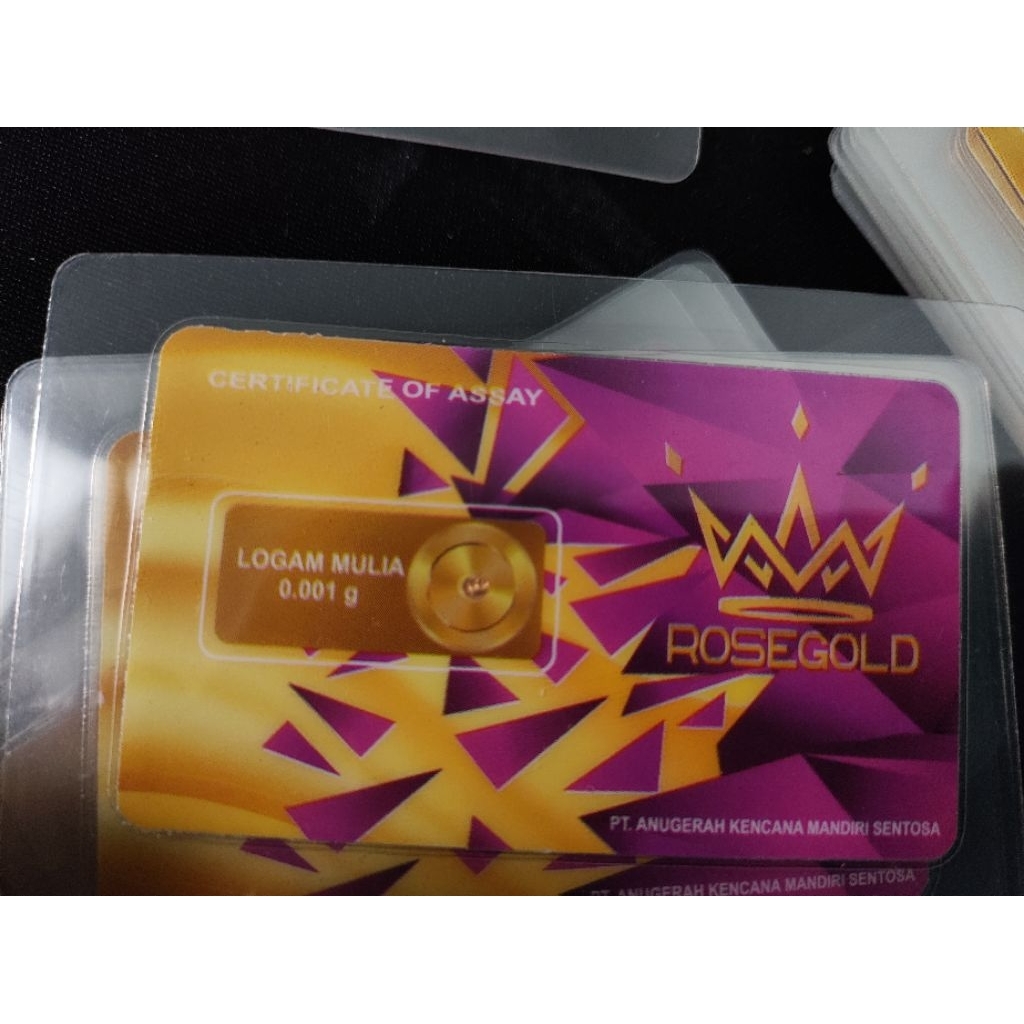 CERTIFICATE OF ASSAY
LOGAM MULIA
0.001 g
ROSEGOLD
PT. ANUGERAH KENCANA MANDIRI SENTOSA
PT. ANUGERAH KENCANA MANDIRI SENTOSA